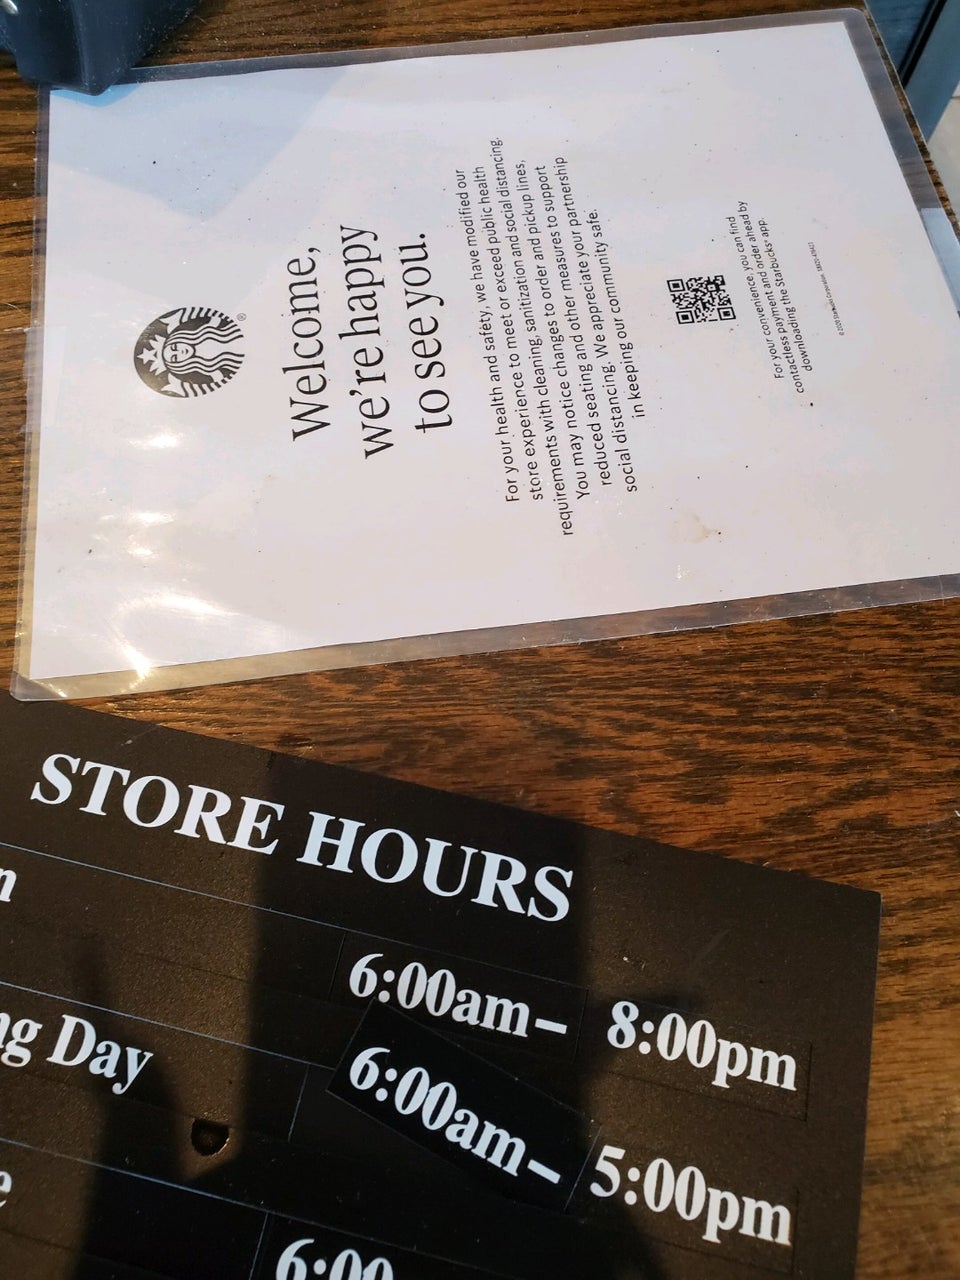 ®
Welcome,
we're happy
to see you.
For your health and safety, we have modified our
store experience to meet or exceed public health
requirements with cleaning, sanitization and social distancing.
You may notice changes to order and pickup lines,
reduced seating and other measures to support
social distancing. We appreciate your partnership
in keeping our community safe.
For your convenience, you can find
contactless payment and order ahead by
downloading the Starbucks® app.
STORE HOURS
n
6:00am– 8:00pm
ng Day
6:00am– 5:00pm
e
6:00